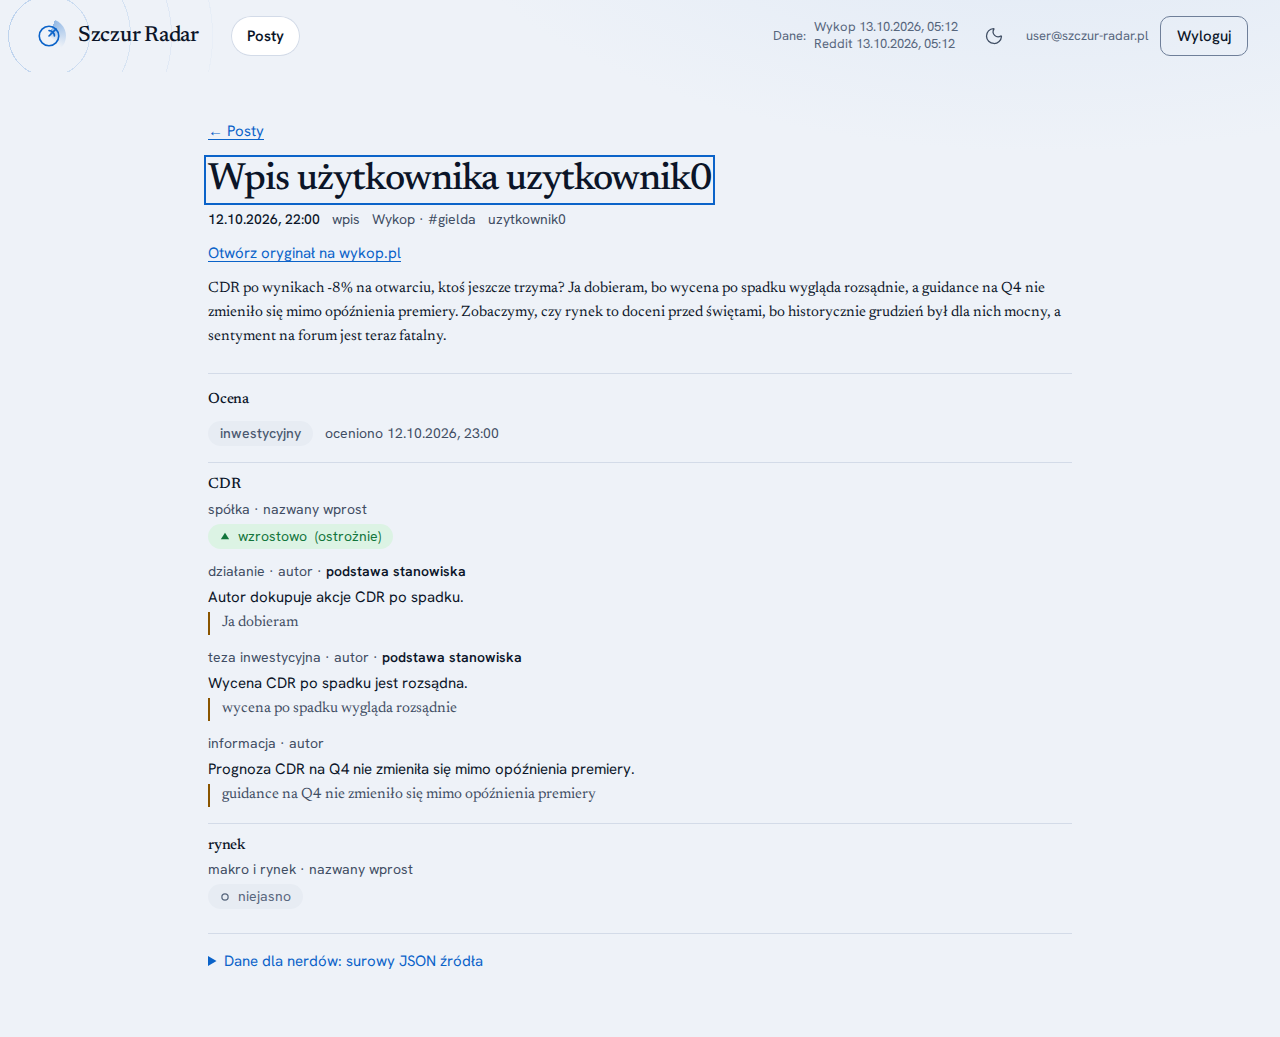 Szczur Radar
Posty
Dane:
Wykop 13.10.2026, 05:12
Reddit 13.10.2026, 05:12
user@szczur-radar.pl
Wyloguj
← Posty
Wpis użytkownika uzytkownik0
12.10.2026, 22:00 wpis Wykop · #gielda uzytkownik0
Otwórz oryginał na wykop.pl
CDR po wynikach -8% na otwarciu, ktoś jeszcze trzyma? Ja dobieram, bo wycena po spadku wygląda rozsądnie, a guidance na Q4 nie
zmieniło się mimo opóźnienia premiery. Zobaczymy, czy rynek to doceni przed świętami, bo historycznie grudzień był dla nich mocny, a
sentyment na forum jest teraz fatalny.
Ocena
inwestycyjny oceniono 12.10.2026, 23:00
CDR
spółka · nazwany wprost
▲ wzrostowo (ostrożnie)
działanie · autor · podstawa stanowiska
Autor dokupuje akcje CDR po spadku.
Ja dobieram
teza inwestycyjna · autor · podstawa stanowiska
Wycena CDR po spadku jest rozsądna.
wycena po spadku wygląda rozsądnie
informacja · autor
Prognoza CDR na Q4 nie zmieniła się mimo opóźnienia premiery.
guidance na Q4 nie zmieniło się mimo opóźnienia premiery
rynek
makro i rynek · nazwany wprost
niejasno
▶ Dane dla nerdów: surowy JSON źródła